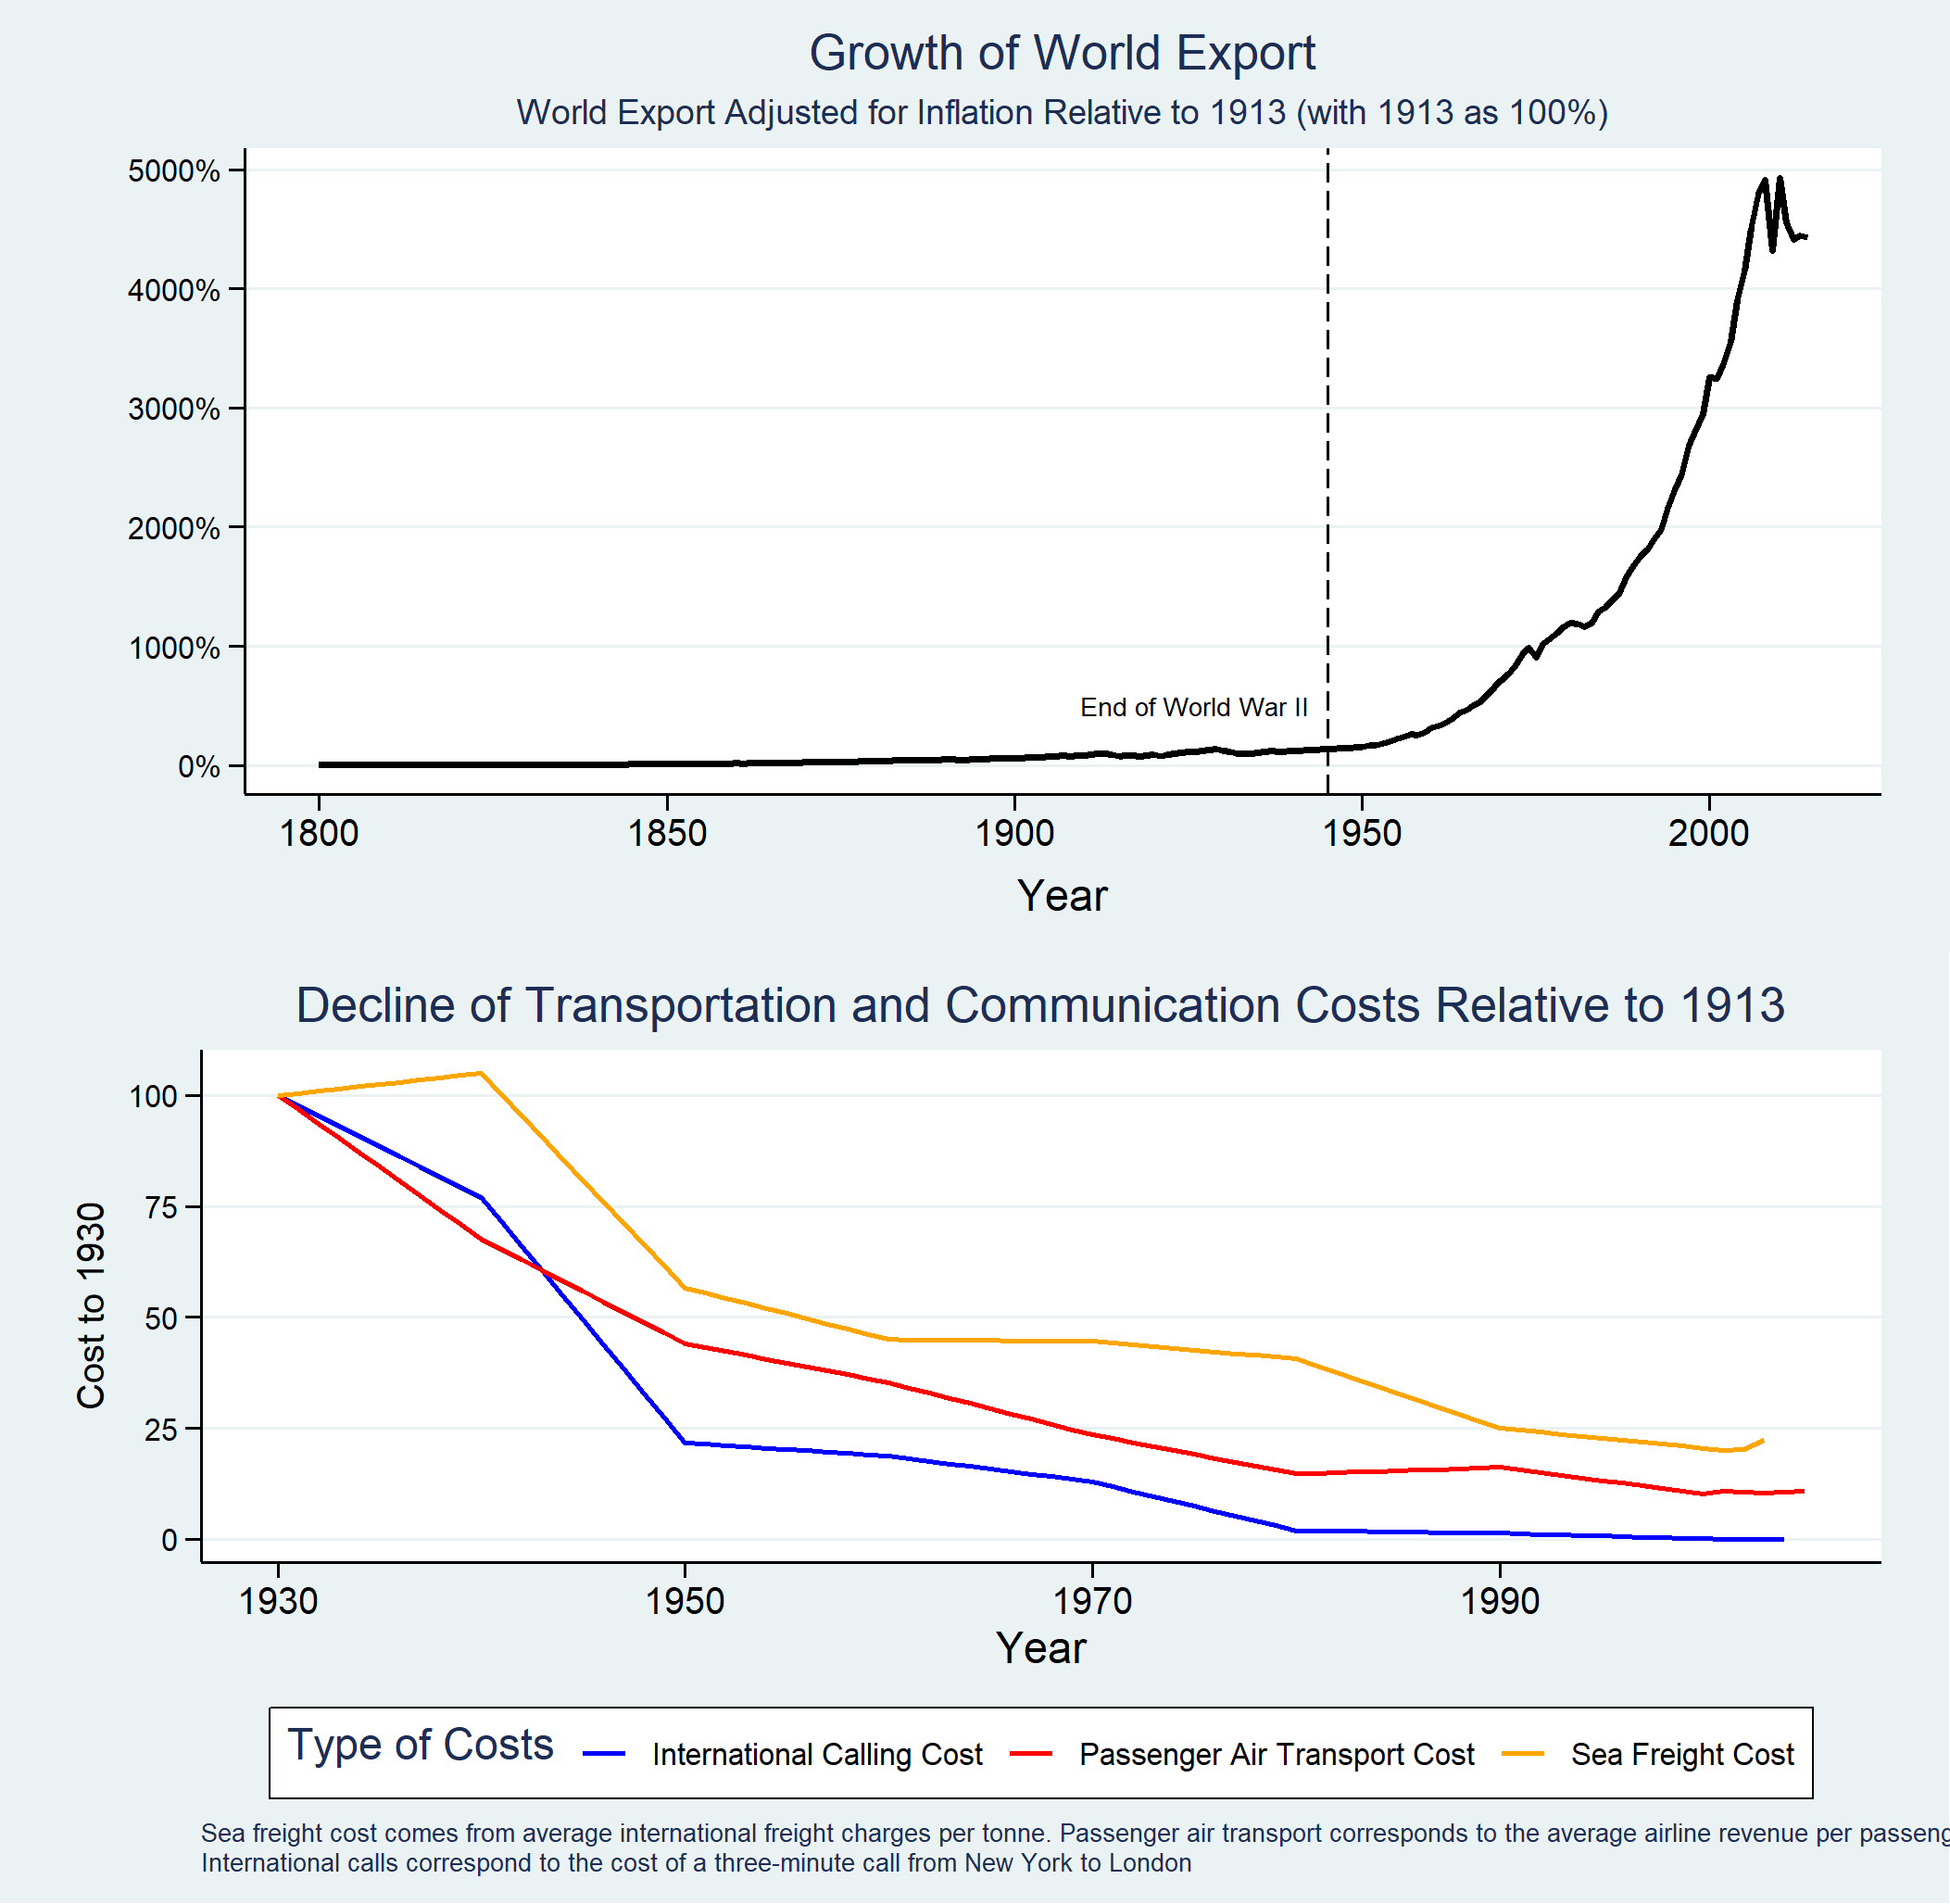 Growth of World Export
World Export Adjusted for Inflation Relative to 1913 (with 1913 as 100%)
5000%
4000%
3000%
2000%
1000%
0%
End of World War II
1800 1850 1900 1950 2000
Year
Decline of Transportation and Communication Costs Relative to 1913
Cost to 1930
100
75
50
25
0
1930 1950 1970 1990
Year
Type of Costs International Calling Cost Passenger Air Transport Cost Sea Freight Cost
Sea freight cost comes from average international freight charges per tonne. Passenger air transport corresponds to the average airline revenue per
International calls correspond to the cost of a three-minute call from New York to London